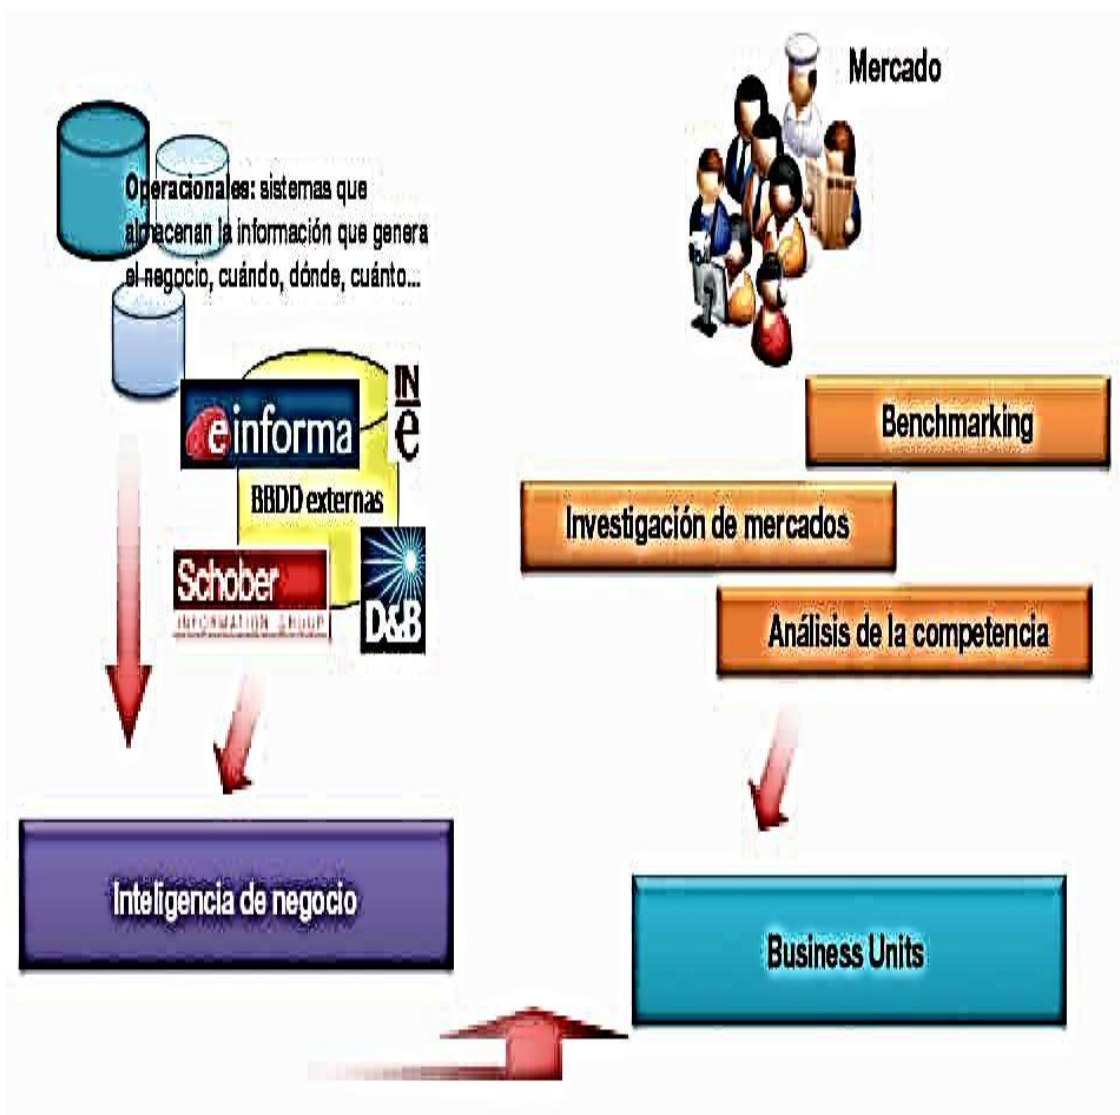 Mercado
Operacionales: sistemas que
almacenan la información que genera
el negocio, cuándo, dónde, cuánto...
einforma
INe
BBDD externas
Schober
INFORMATION GROUP
D&B
Benchmarking
Investigación de mercados
Análisis de la competencia
Inteligencia de negocio
Business Units